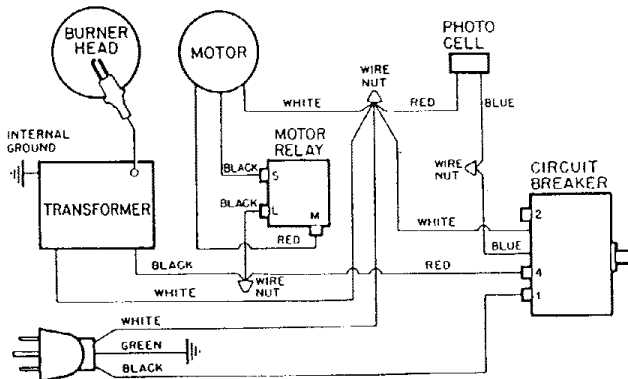 BURNER
HEAD
MOTOR
PHOTO
CELL
WIRE
NUT
WHITE
RED
BLUE
INTERNAL
GROUND
MOTOR
RELAY
TRANSFORMER
BLACK
S
BLACK
L
M
RED
WIRE
NUT
CIRCUIT
BREAKER
2
WHITE
BLUE
BLACK
WIRE
NUT
RED
4
WHITE
1
WHITE
GREEN
BLACK